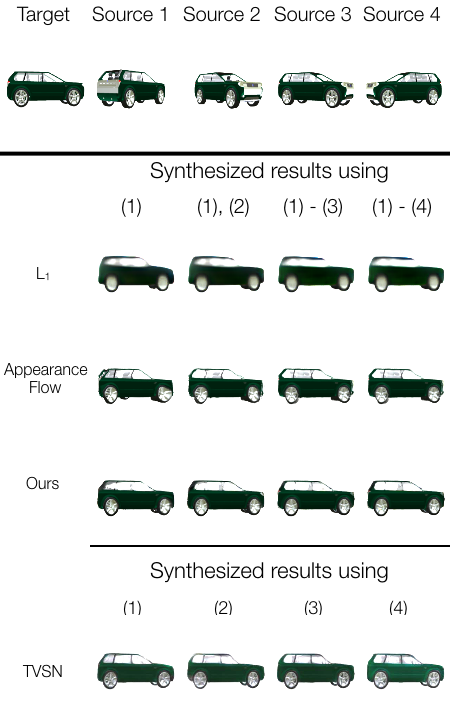 Target Source 1 Source 2 Source 3 Source 4
Synthesized results using
(1) (1), (2) (1) - (3) (1) - (4)
L₁
Appearance
Flow
Ours
Synthesized results using
(1) (2) (3) (4)
TVSN